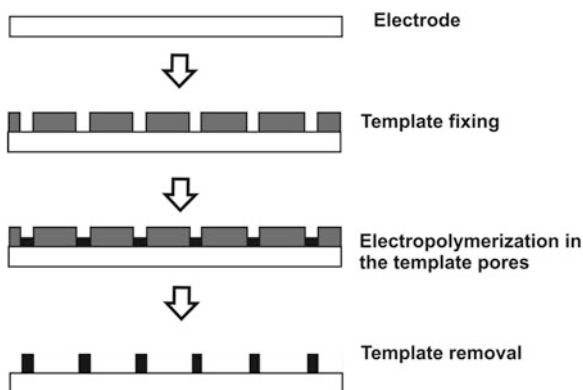 Electrode
Template fixing
Electropolymerization in
the template pores
Template removal